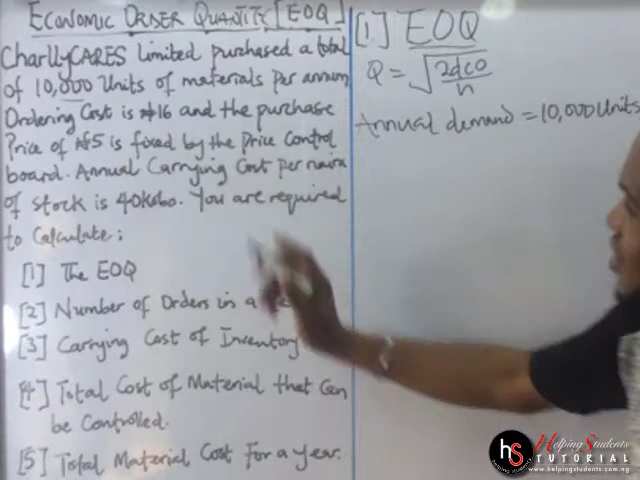 ECONOMIC ORDER QUANTITY [EOQ]
CharllyCARES Limited purchased a total
of 10,000 Units of materials per annum,
Ordering Cost is ₦16 and the purchase
Price of ₦5 is fixed by the Price Control
board. Annual Carrying Cost per naira
of stock is 40Kobo. You are required
to Calculate:
[1] The EOQ
[2] Number of Orders in a
[3] Carrying Cost of Inventory
[4] Total Cost of Material that Can
be Controlled.
[5] Total Material Cost For a Year.
[1] EOQ
Q = √2dco/h
Annual demand = 10,000 Units
hS
helping students
Helping Students
TUTORIAL
www.helpingstudents.com.ng